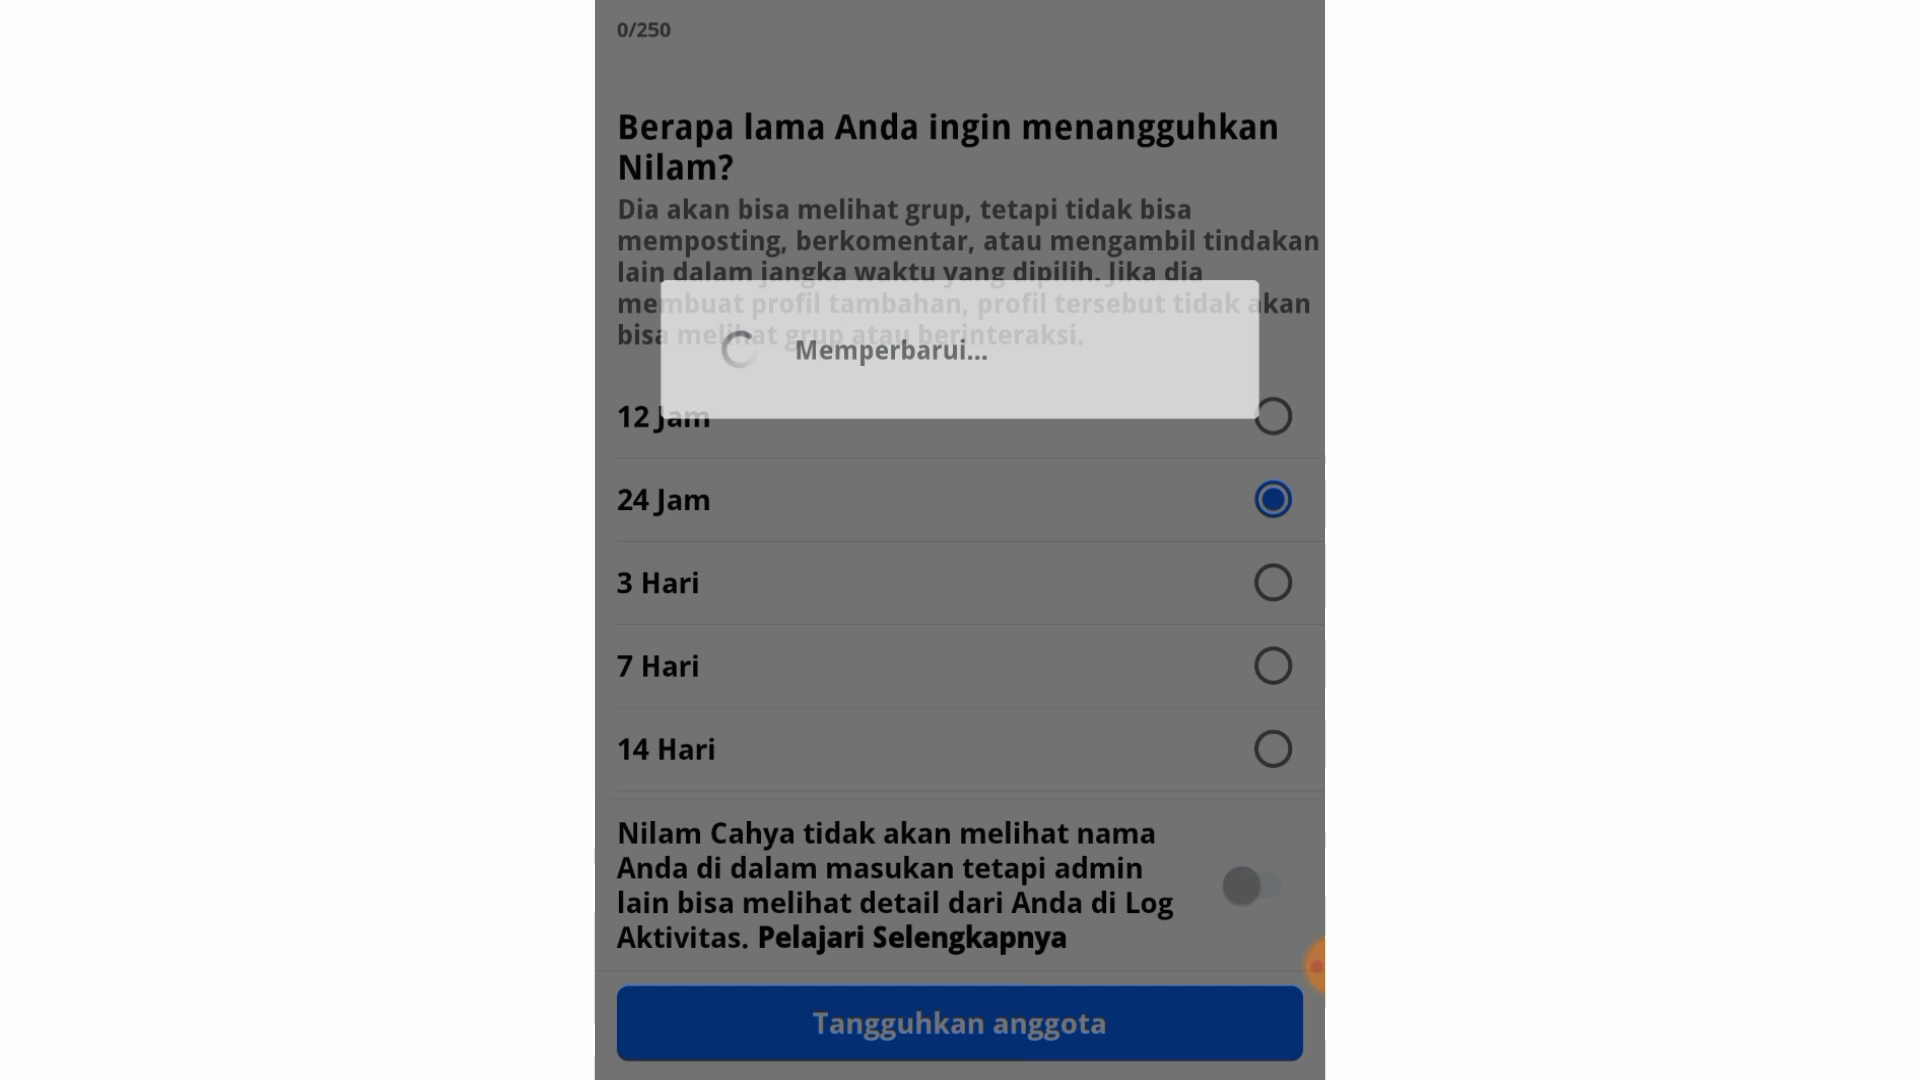 0/250
Berapa lama Anda ingin menangguhkan
Nilam?
Dia akan bisa melihat grup, tetapi tidak bisa
memposting, berkomentar, atau mengambil tindakan
lain dalam jangka waktu yang dipilih. Jika dia
membuat profil tambahan, profil tersebut tidak akan
bisa melihat grup atau berinteraksi.
Memperbarui...
12 Jam
24 Jam
3 Hari
7 Hari
14 Hari
Nilam Cahya tidak akan melihat nama
Anda di dalam masukan tetapi admin
lain bisa melihat detail dari Anda di Log
Aktivitas. Pelajari Selengkapnya
Tangguhkan anggota